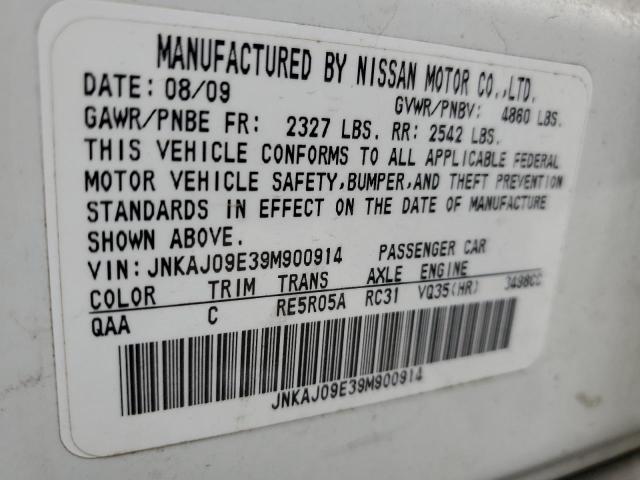 MANUFACTURED BY NISSAN MOTOR CO.,LTD.
DATE: 08/09 GVWR/PNBV: 4860 LBS.
GAWR/PNBE FR: 2327 LBS. RR: 2542 LBS.
THIS VEHICLE CONFORMS TO ALL APPLICABLE FEDERAL
MOTOR VEHICLE SAFETY,BUMPER,AND THEFT PREVENTION
STANDARDS IN EFFECT ON THE DATE OF MANUFACTURE
SHOWN ABOVE.
VIN: JNKAJ09E39M900914 PASSENGER CAR
COLOR TRIM TRANS AXLE ENGINE
QAA C RE5R05A RC31 VQ35(HR) 3498CC
JNKAJ09E39M900914